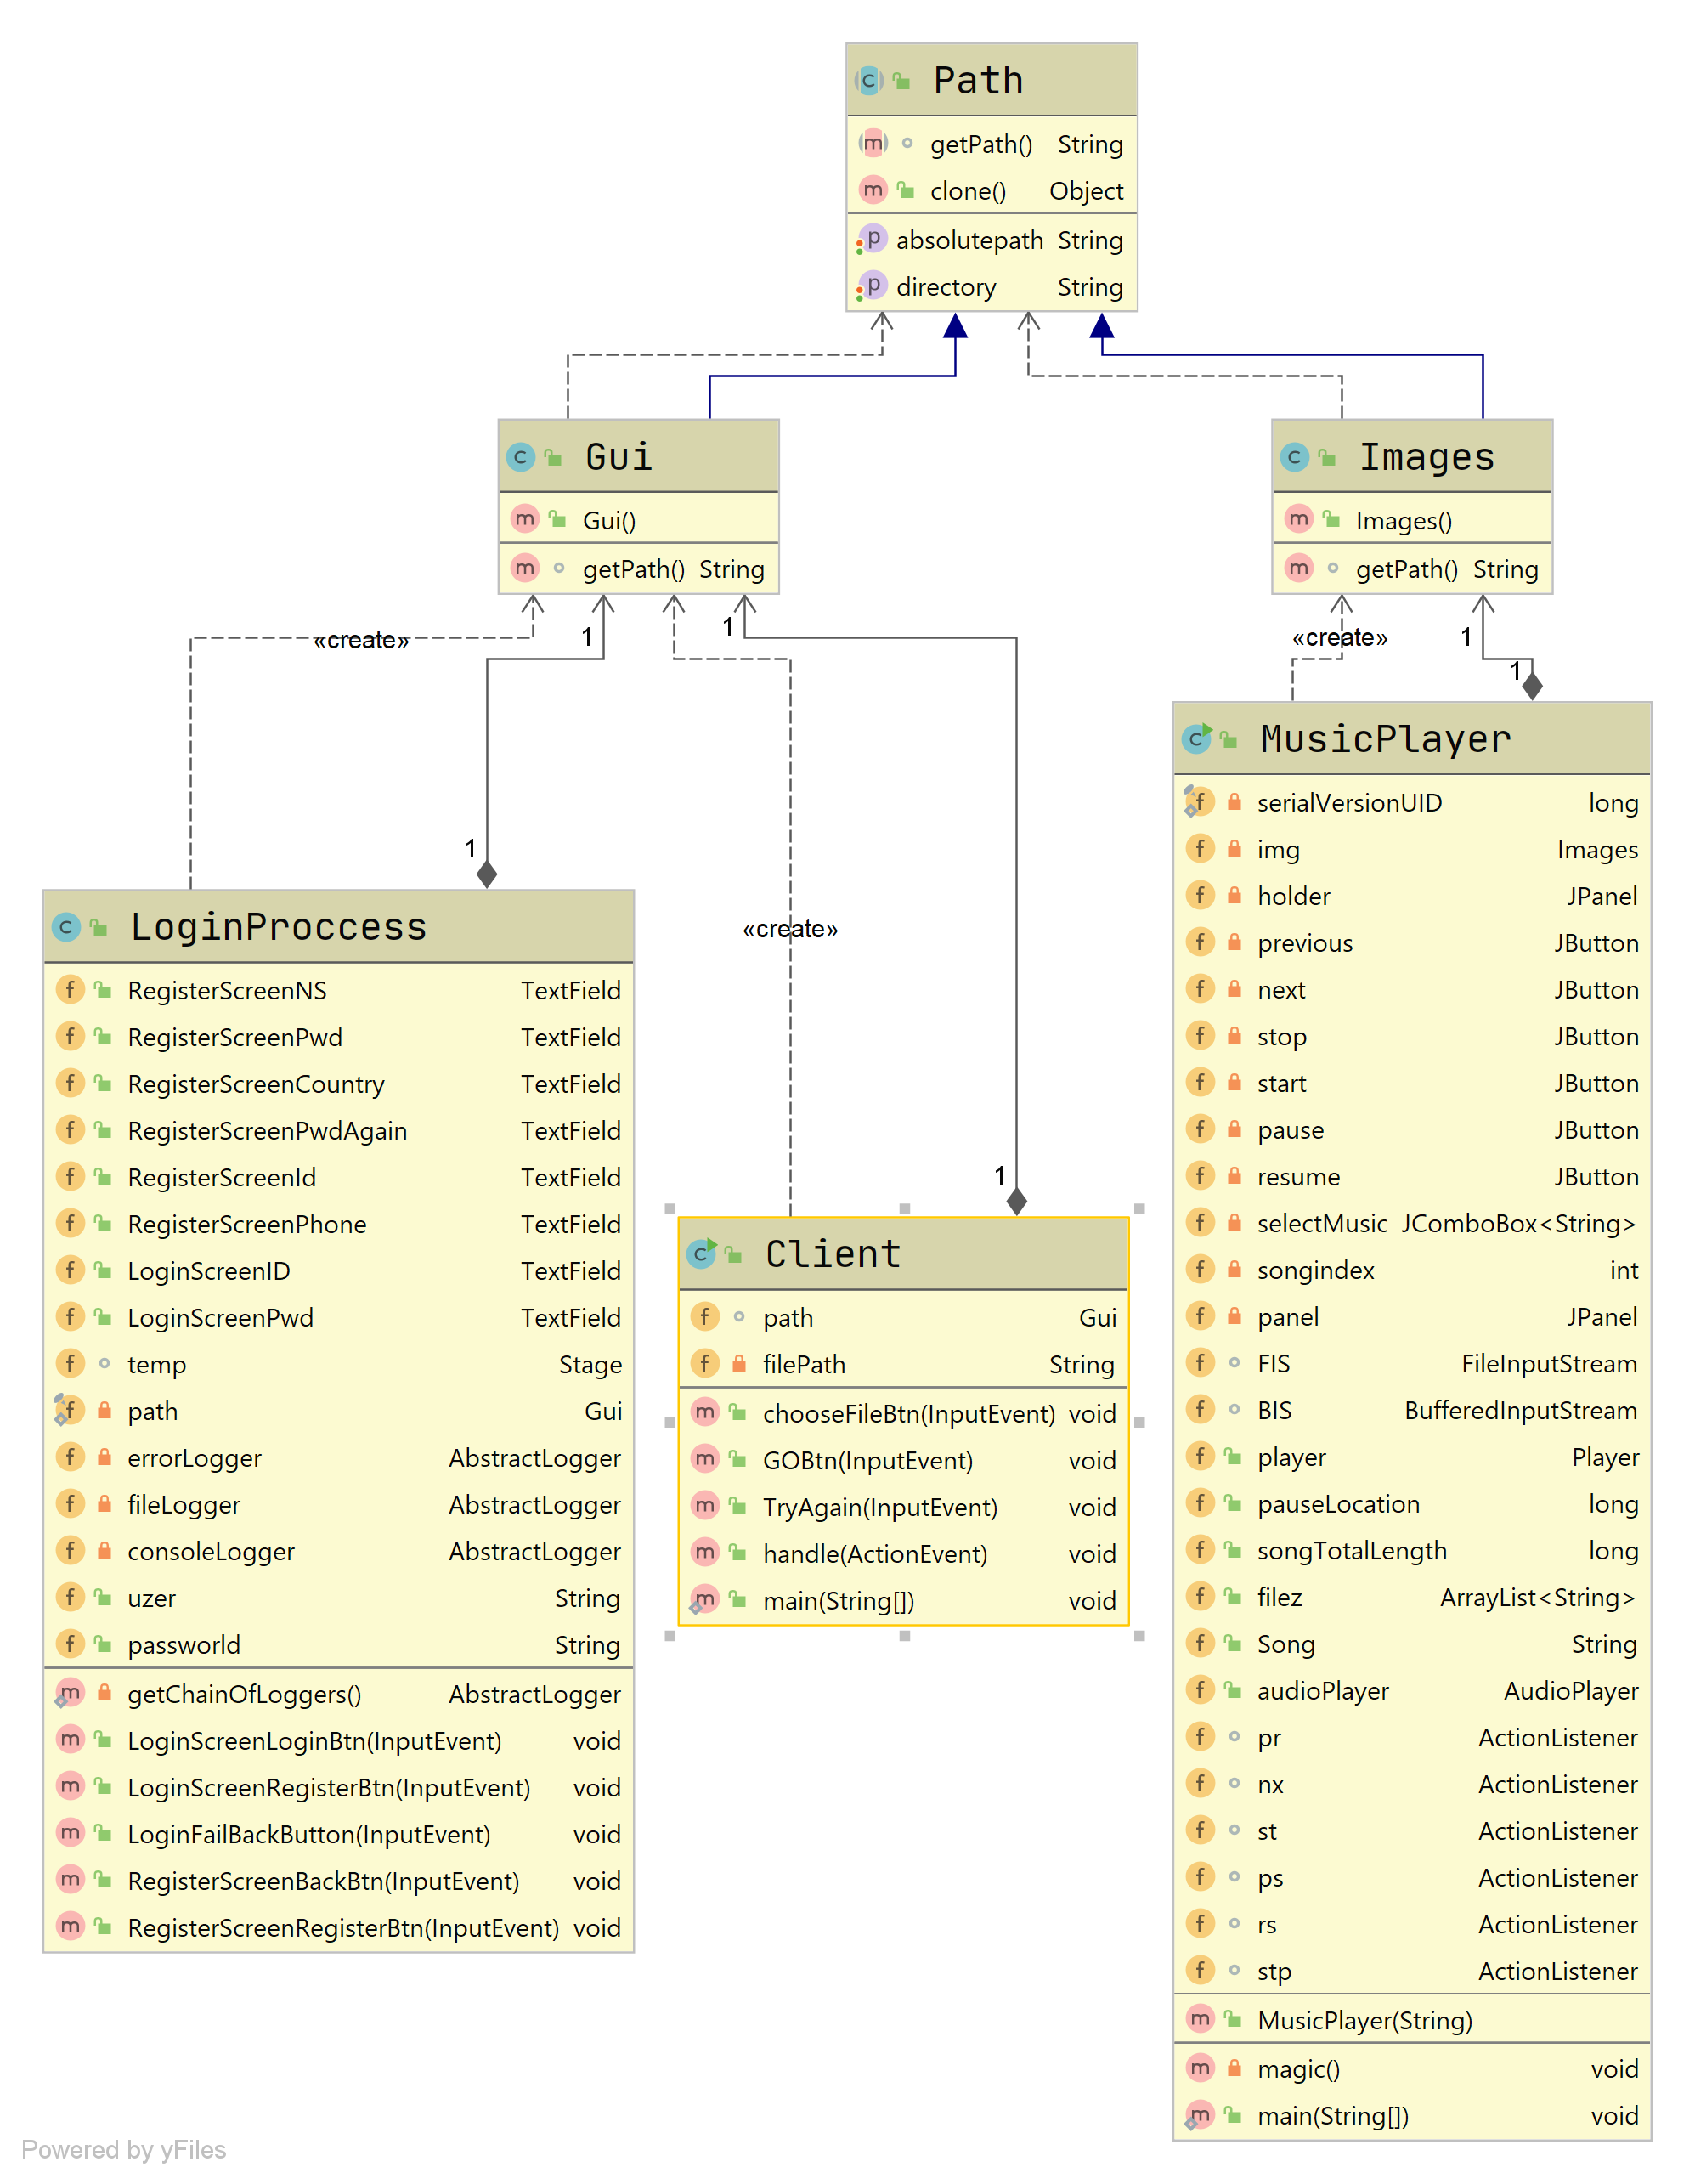 Path
getPath() String
clone() Object
absolutepath String
directory String
Gui
Gui()
getPath() String
Images
Images()
getPath() String
«create»
1
1
«create»
1
1
1
«create»
1
MusicPlayer
serialVersionUID long
img Images
holder JPanel
previous JButton
next JButton
stop JButton
start JButton
pause JButton
resume JButton
selectMusic JComboBox<String>
songindex int
panel JPanel
FIS FileInputStream
BIS BufferedInputStream
player Player
pauseLocation long
songTotalLength long
filez ArrayList<String>
Song String
audioPlayer AudioPlayer
pr ActionListener
nx ActionListener
st ActionListener
ps ActionListener
rs ActionListener
stp ActionListener
MusicPlayer(String)
magic() void
main(String[]) void
LoginProccess
RegisterScreenNS TextField
RegisterScreenPwd TextField
RegisterScreenCountry TextField
RegisterScreenPwdAgain TextField
RegisterScreenId TextField
RegisterScreenPhone TextField
LoginScreenID TextField
LoginScreenPwd TextField
temp Stage
path Gui
errorLogger AbstractLogger
fileLogger AbstractLogger
consoleLogger AbstractLogger
uzer String
passworld String
getChainOfLoggers() AbstractLogger
LoginScreenLoginBtn(InputEvent) void
LoginScreenRegisterBtn(InputEvent) void
LoginFailBackButton(InputEvent) void
RegisterScreenBackBtn(InputEvent) void
RegisterScreenRegisterBtn(InputEvent) void
Client
path Gui
filePath String
chooseFileBtn(InputEvent) void
GOBtn(InputEvent) void
TryAgain(InputEvent) void
handle(ActionEvent) void
main(String[]) void
Powered by yFiles